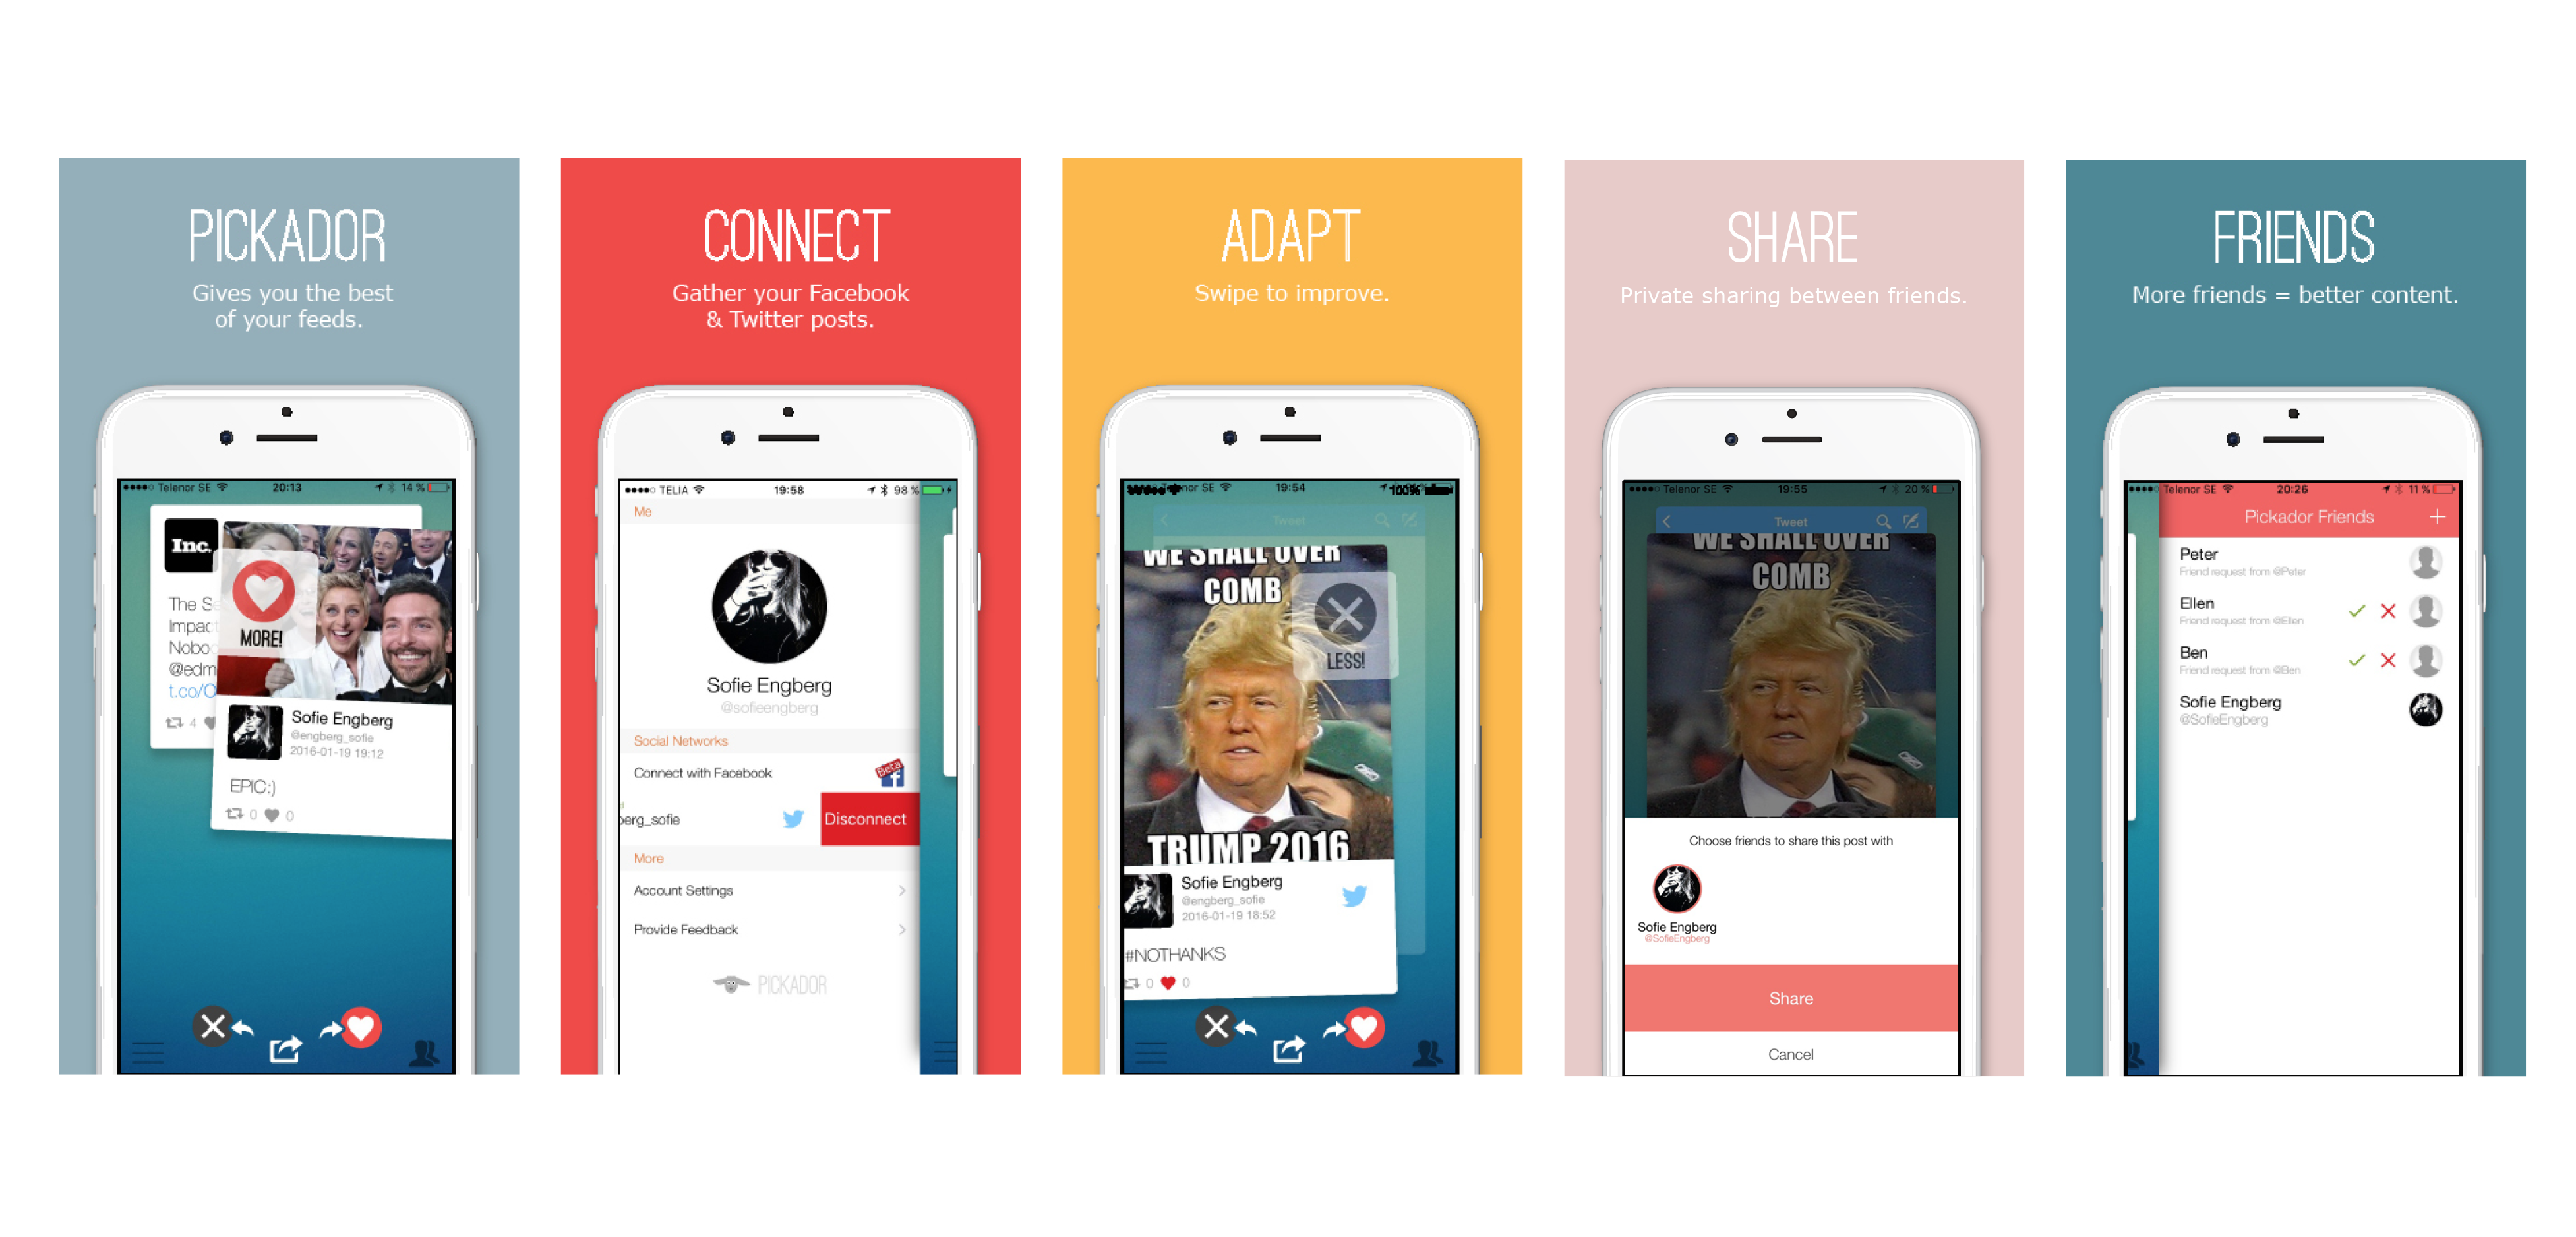 PICKADOR
Gives you the best
of your feeds.
Telenor SE
20:13
14 %
Inc.
The
Impact
Nobo
@edm
t.co/O
4
MORE!
Sofie Engberg
@engberg_sofie
2016-01-19 19:12
EPIC:)
0 0
CONNECT
Gather your Facebook
& Twitter posts.
TELIA
19:58
98 %
Me
Sofie Engberg
@sofieengberg
Social Networks
Connect with Facebook
Beta
f
berg_sofie
Disconnect
More
Account Settings
Provide Feedback
PICKADOR
ADAPT
Swipe to improve.
nor SE
19:54
100%
Tweet
WE SHALL OVER
COMB
LESS!
TRUMP 2016
Sofie Engberg
@engberg_sofie
2016-01-19 18:52
#NOTHANKS
0 0
SHARE
Private sharing between friends.
Telenor SE
19:55
20 %
Tweet
WE SHALL OVER
COMB
Choose friends to share this post with
Sofie Engberg
@SofieEngberg
Share
Cancel
FRIENDS
More friends = better content.
Telenor SE
20:26
11 %
Pickador Friends
Peter
Friend request from @Peter
Ellen
Friend request from @Ellen
Ben
Friend request from @Ben
Sofie Engberg
@SofieEngberg